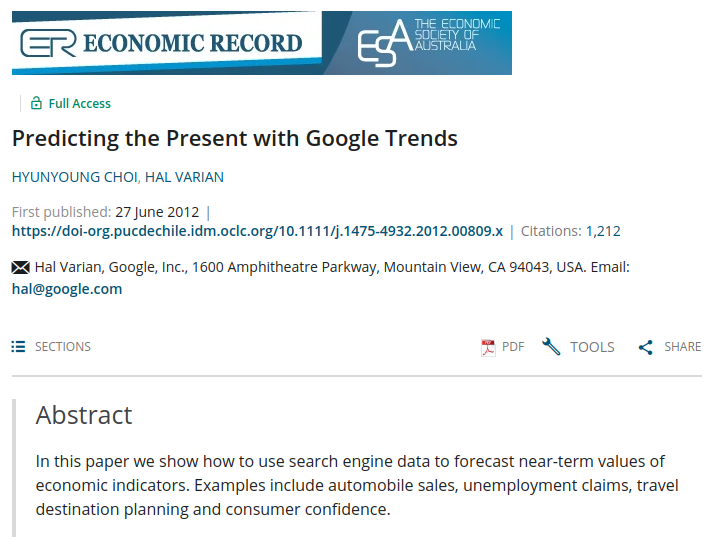 ER ECONOMIC RECORD
ESA THE ECONOMIC
SOCIETY OF
AUSTRALIA
Full Access
Predicting the Present with Google Trends
HYUNYOUNG CHOI, HAL VARIAN
First published: 27 June 2012 |
https://doi-org.pucdechile.idm.oclc.org/10.1111/j.1475-4932.2012.00809.x | Citations: 1,212
Hal Varian, Google, Inc., 1600 Amphitheatre Parkway, Mountain View, CA 94043, USA. Email:
hal@google.com
SECTIONS
PDF TOOLS SHARE
Abstract
In this paper we show how to use search engine data to forecast near-term values of
economic indicators. Examples include automobile sales, unemployment claims, travel
destination planning and consumer confidence.